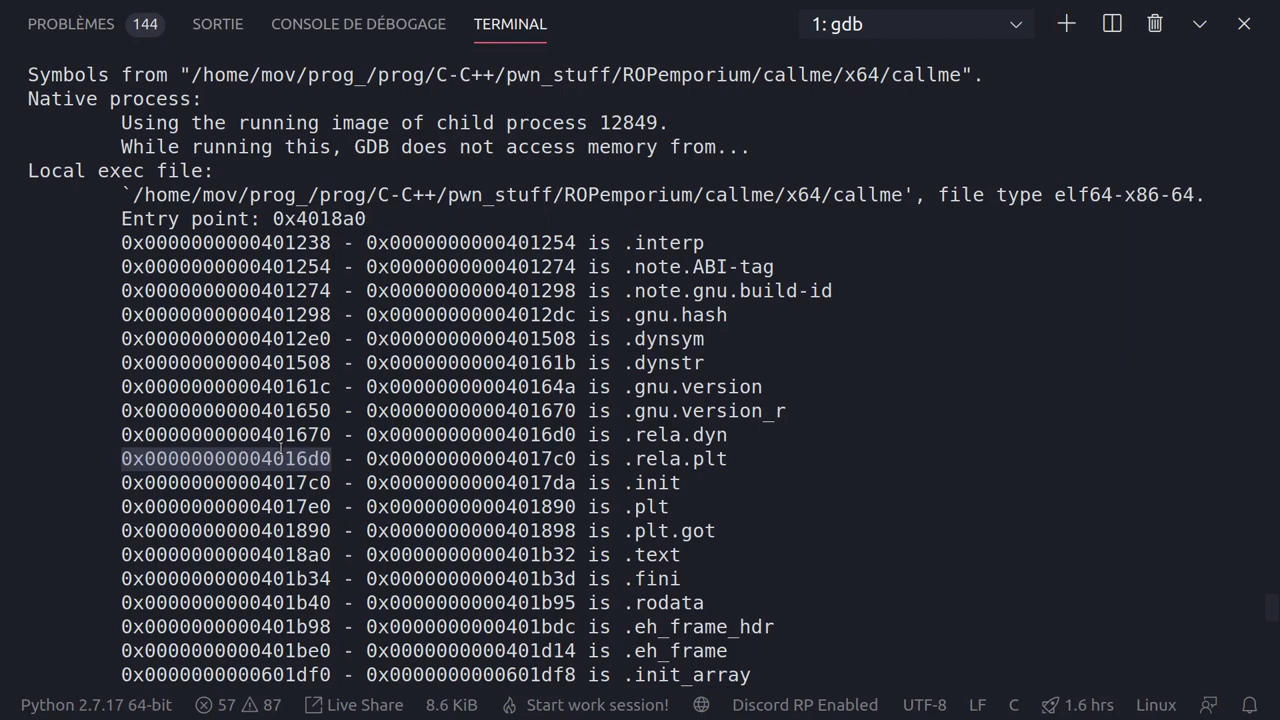 PROBLÈMES 144 SORTIE CONSOLE DE DÉBOGAGE TERMINAL 1: gdb
Symbols from "/home/mov/prog_/prog/C-C++/pwn_stuff/ROPemporium/callme/x64/callme".
Native process:
Using the running image of child process 12849.
While running this, GDB does not access memory from...
Local exec file:
`/home/mov/prog_/prog/C-C++/pwn_stuff/ROPemporium/callme/x64/callme', file type elf64-x86-64.
Entry point: 0x4018a0
0x0000000000401238 - 0x0000000000401254 is .interp
0x0000000000401254 - 0x0000000000401274 is .note.ABI-tag
0x0000000000401274 - 0x0000000000401298 is .note.gnu.build-id
0x0000000000401298 - 0x00000000004012dc is .gnu.hash
0x00000000004012e0 - 0x0000000000401508 is .dynsym
0x0000000000401508 - 0x000000000040161b is .dynstr
0x000000000040161c - 0x000000000040164a is .gnu.version
0x0000000000401650 - 0x0000000000401670 is .gnu.version_r
0x0000000000401670 - 0x00000000004016d0 is .rela.dyn
0x00000000004016d0 - 0x00000000004017c0 is .rela.plt
0x00000000004017c0 - 0x00000000004017da is .init
0x00000000004017e0 - 0x0000000000401890 is .plt
0x0000000000401890 - 0x0000000000401898 is .plt.got
0x00000000004018a0 - 0x0000000000401b32 is .text
0x0000000000401b34 - 0x0000000000401b3d is .fini
0x0000000000401b40 - 0x0000000000401b95 is .rodata
0x0000000000401b98 - 0x0000000000401bdc is .eh_frame_hdr
0x0000000000401be0 - 0x0000000000401d14 is .eh_frame
0x0000000000601df0 - 0x0000000000601df8 is .init_array
Python 2.7.17 64-bit 57 87 Live Share 8.6 KiB Start work session! Discord RP Enabled UTF-8 LF C 1.6 hrs Linux